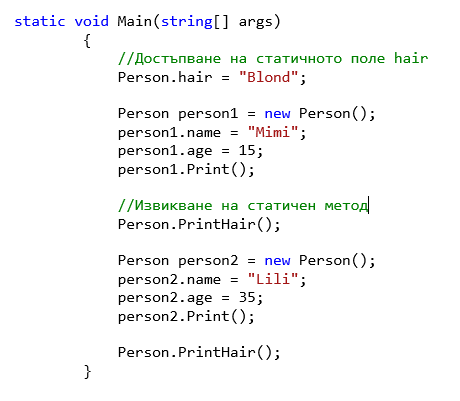 static void Main(string[] args)
{
//Достъпване на статичното поле hair
Person.hair = "Blond";
Person person1 = new Person();
person1.name = "Mimi";
person1.age = 15;
person1.Print();
//Извикване на статичен метод
Person.PrintHair();
Person person2 = new Person();
person2.name = "Lili";
person2.age = 35;
person2.Print();
Person.PrintHair();
}